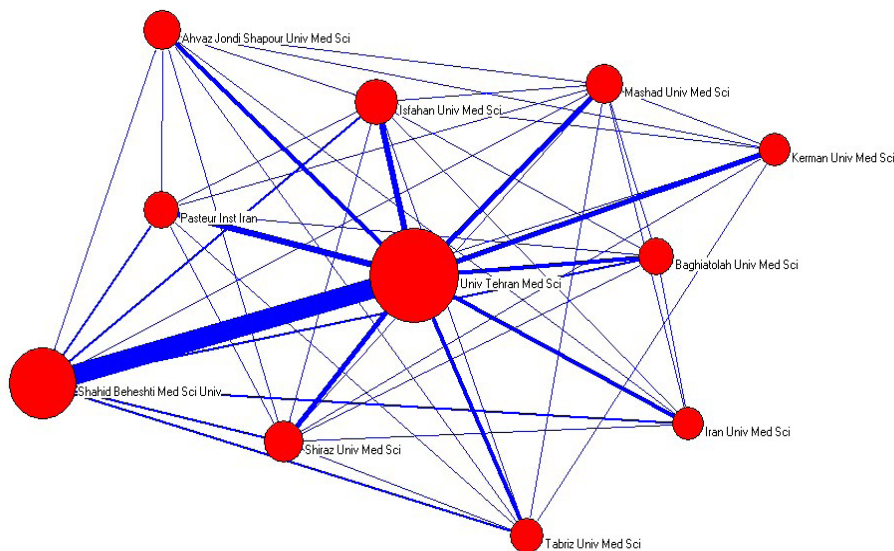 Ahvaz Jondi Shapour Univ Med Sci
Mashad Univ Med Sci
Isfahan Univ Med Sci
Kerman Univ Med Sci
Pasteur Inst Iran
Baghiatolah Univ Med Sci
Univ Tehran Med Sci
Shahid Beheshti Med Sci Univ
Iran Univ Med Sci
Shiraz Univ Med Sci
Tabriz Univ Med Sci